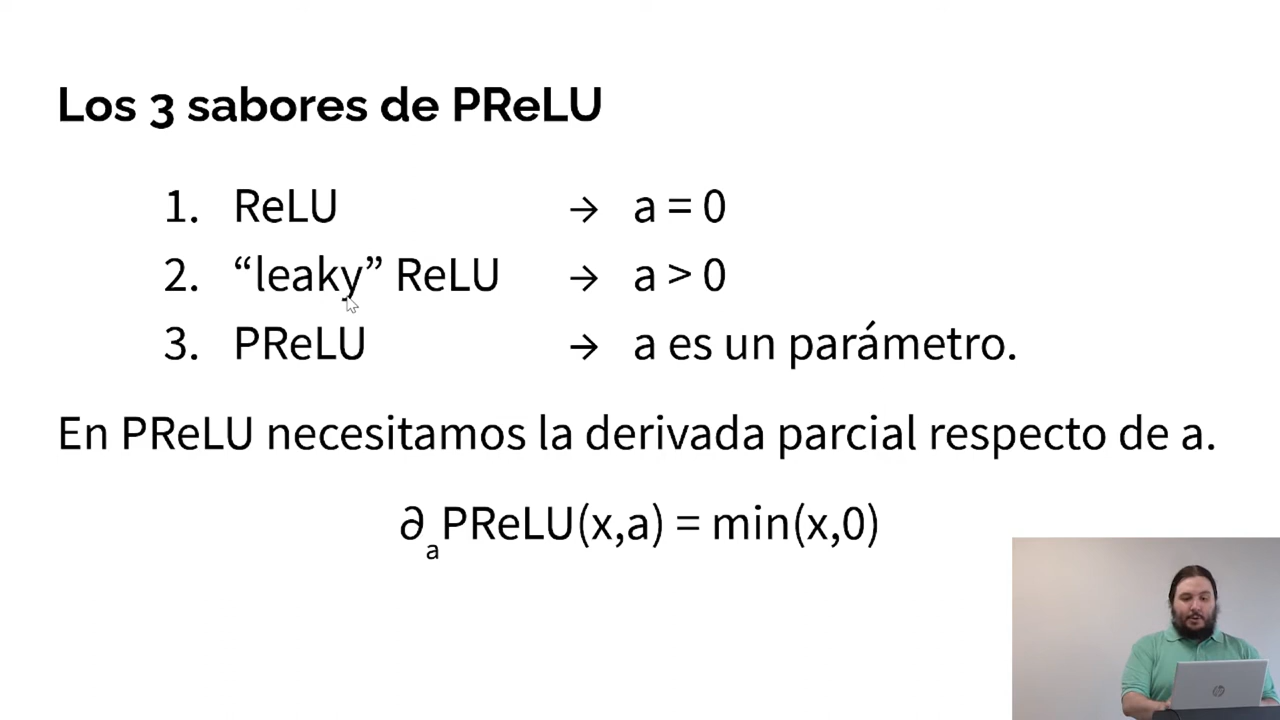 Los 3 sabores de PReLU
1. ReLU → a = 0
2. “leaky” ReLU → a > 0
3. PReLU → a es un parámetro.
En PReLU necesitamos la derivada parcial respecto de a.
∂ₐPReLU(x,a) = min(x,0)